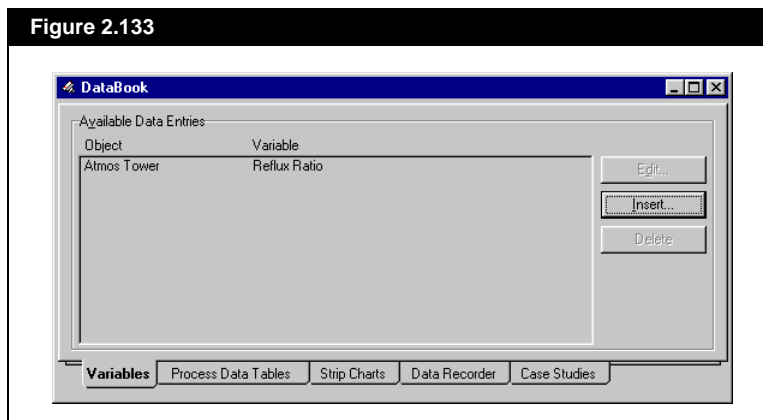 Figure 2.133
DataBook
Available Data Entries
Object Variable
Atmos Tower Reflux Ratio
Edit...
Insert...
Delete
Variables Process Data Tables Strip Charts Data Recorder Case Studies